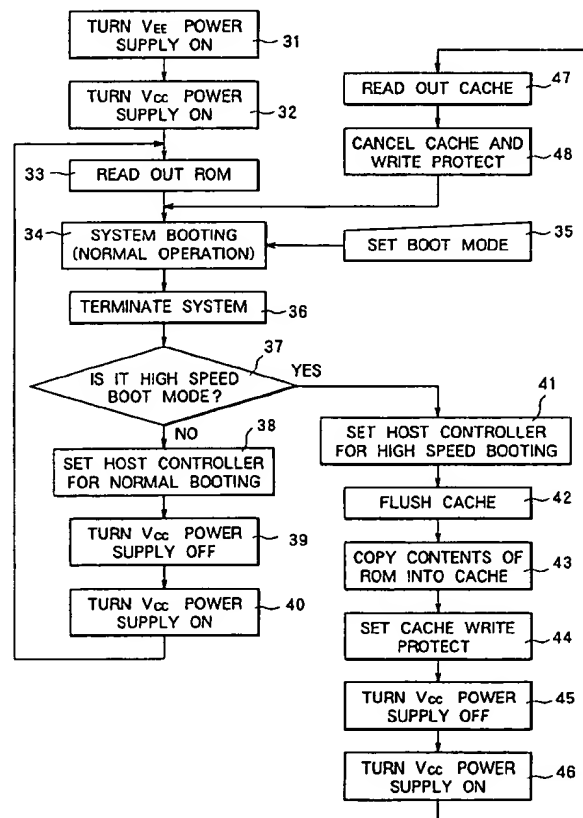 TURN VEE POWER
SUPPLY ON
31
TURN VCC POWER
SUPPLY ON
32
33
READ OUT ROM
34
SYSTEM BOOTING
(NORMAL OPERATION)
SET BOOT MODE
35
TERMINATE SYSTEM
36
37
IS IT HIGH SPEED
BOOT MODE?
YES
NO
38
SET HOST CONTROLLER
FOR NORMAL BOOTING
TURN VCC POWER
SUPPLY OFF
39
TURN VCC POWER
SUPPLY ON
40
41
SET HOST CONTROLLER
FOR HIGH SPEED BOOTING
FLUSH CACHE
42
COPY CONTENTS OF
ROM INTO CACHE
43
SET CACHE WRITE
PROTECT
44
TURN VCC POWER
SUPPLY OFF
45
TURN VCC POWER
SUPPLY ON
46
READ OUT CACHE
47
CANCEL CACHE AND
WRITE PROTECT
48